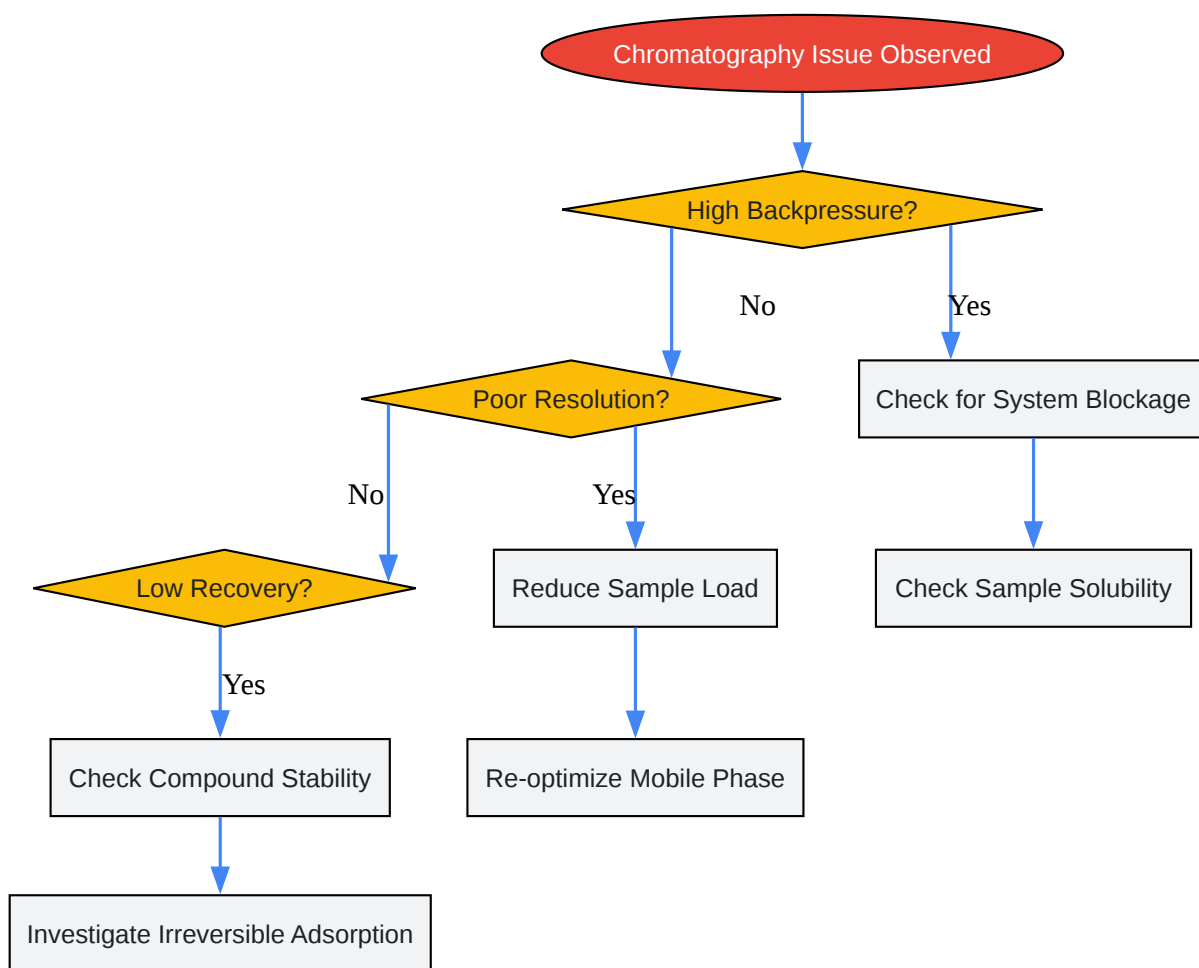 Chromatography Issue Observed
High Backpressure?
No
Yes
Poor Resolution?
Check for System Blockage
No
Yes
Low Recovery?
Reduce Sample Load
Check Sample Solubility
Yes
Check Compound Stability
Re-optimize Mobile Phase
Investigate Irreversible Adsorption